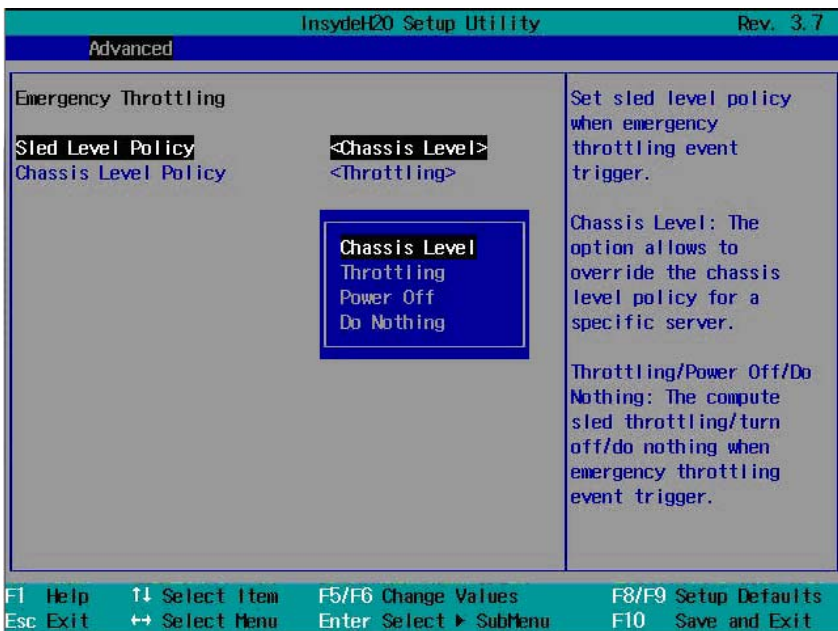 InsydeH2O Setup Utility Rev. 3.7
Advanced
Emergency Throttling
Sled Level Policy <Chassis Level>
Chassis Level Policy <Throttling>
Chassis Level
Throttling
Power Off
Do Nothing
Set sled level policy
when emergency
throttling event
trigger.
Chassis Level: The
option allows to
override the chassis
level policy for a
specific server.
Throttling/Power Off/Do
Nothing: The compute
sled throttling/turn
off/do nothing when
emergency throttling
event trigger.
F1 Help ↑↓ Select Item F5/F6 Change Values F8/F9 Setup Defaults
Esc Exit ↔ Select Menu Enter Select ▶ SubMenu F10 Save and Exit